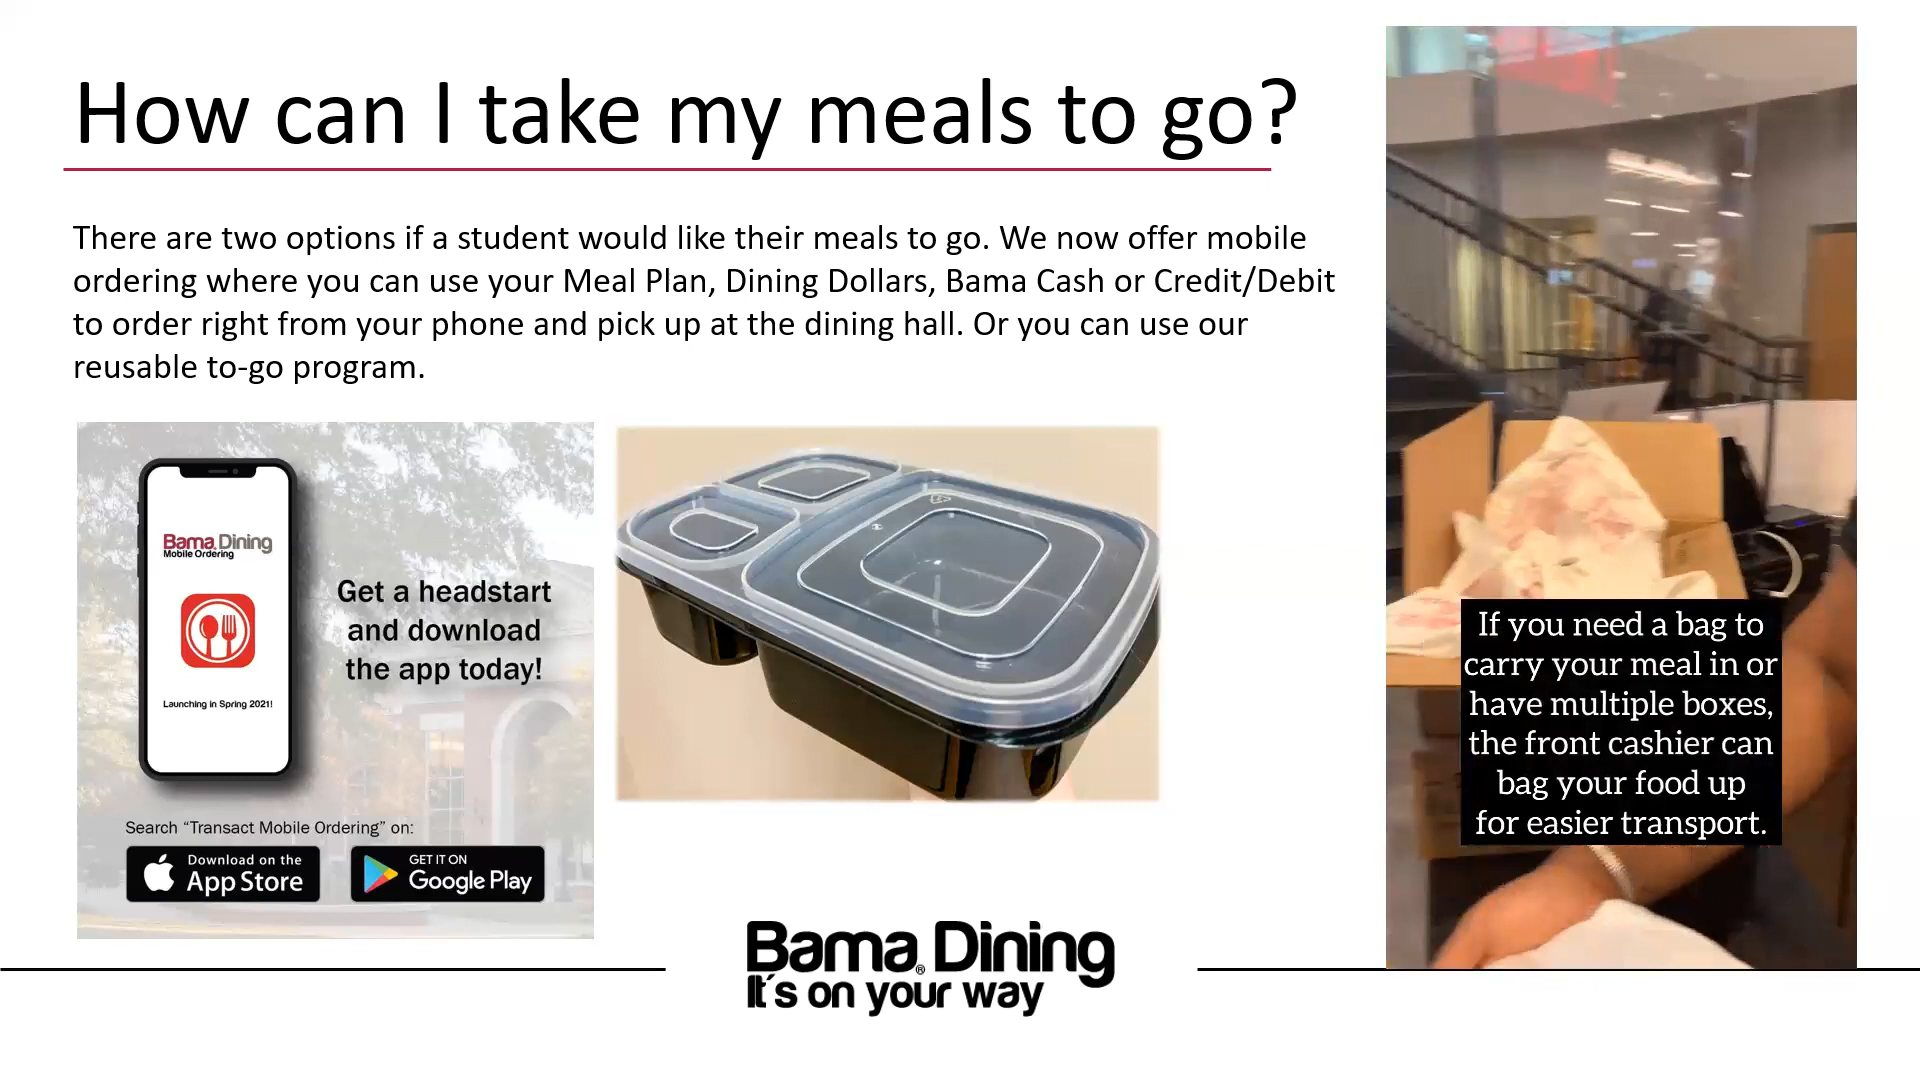 How can I take my meals to go?
There are two options if a student would like their meals to go. We now offer mobile
ordering where you can use your Meal Plan, Dining Dollars, Bama Cash or Credit/Debit
to order right from your phone and pick up at the dining hall. Or you can use our
reusable to-go program.
Bama Dining
Mobile Ordering
Launching in Spring 2021!
Get a headstart
and download
the app today!
Search “Transact Mobile Ordering” on:
Download on the
App Store
GET IT ON
Google Play
If you need a bag to
carry your meal in or
have multiple boxes,
the front cashier can
bag your food up
for easier transport.
Bama® Dining
It's on your way